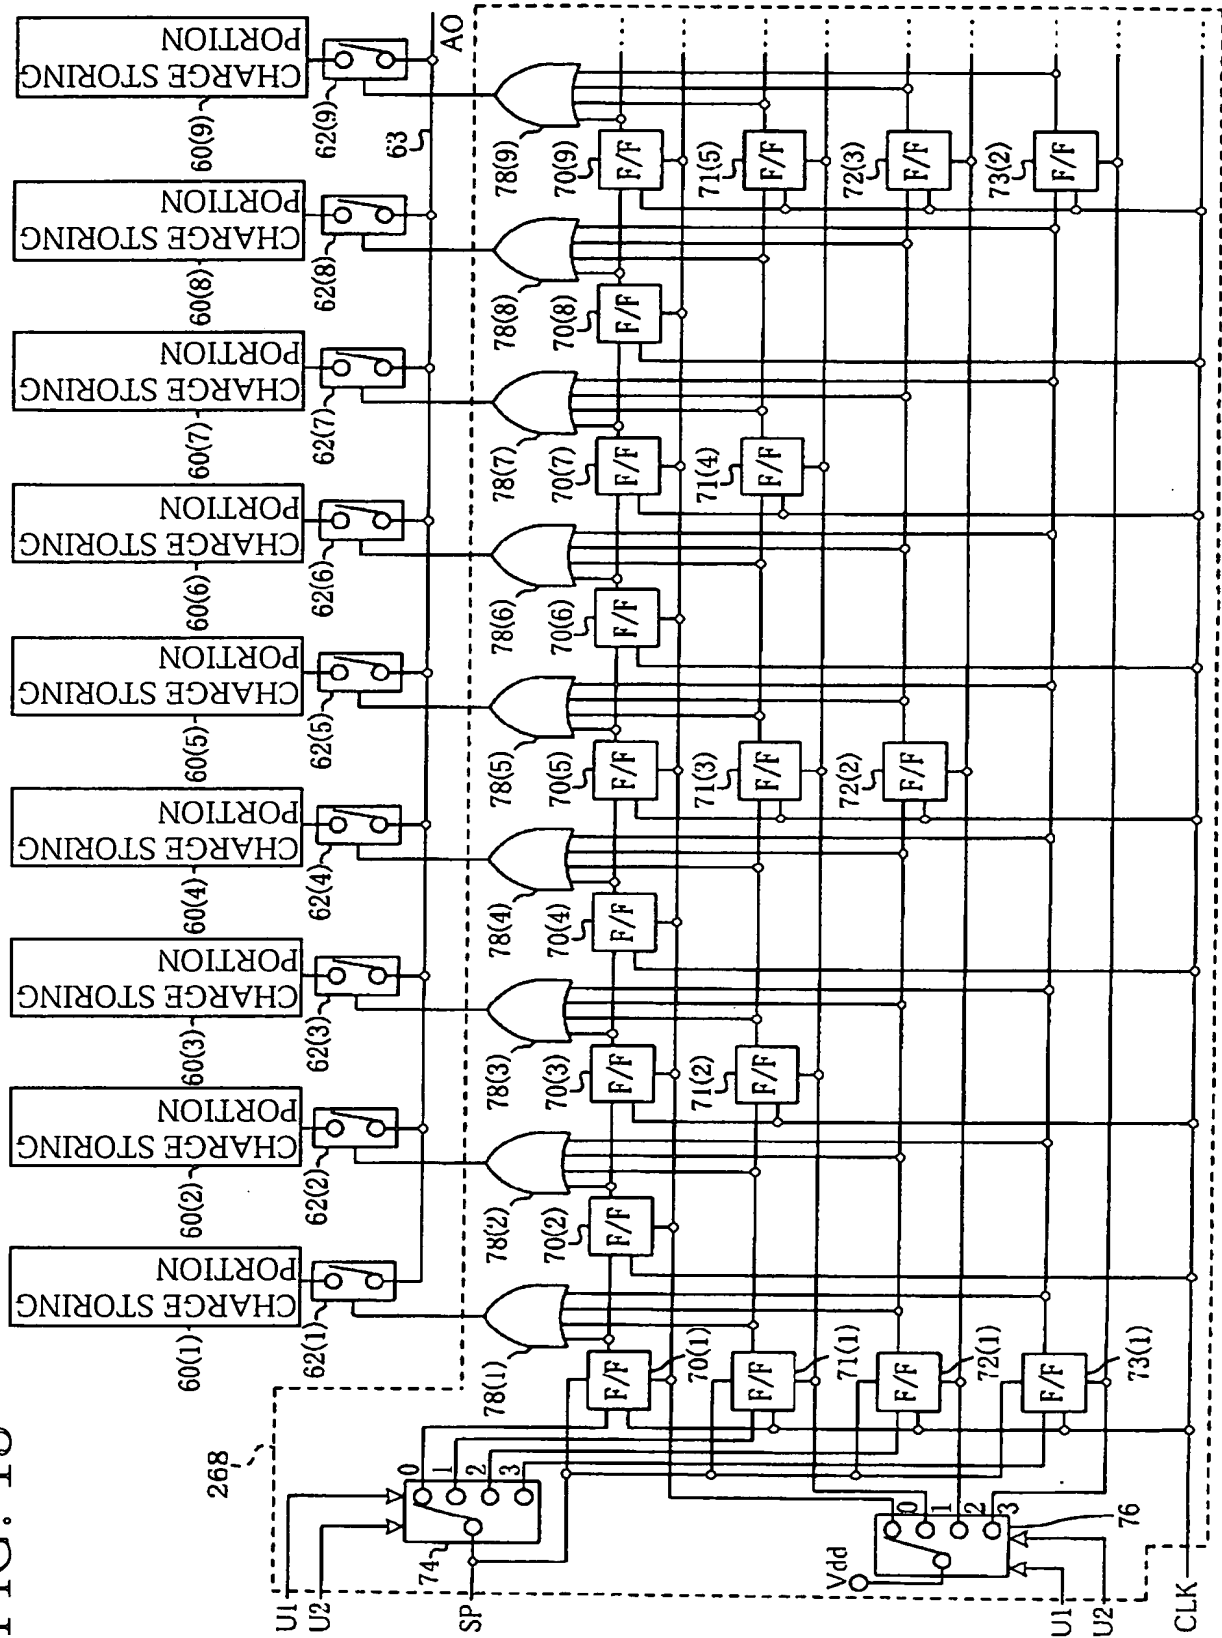 FIG.
60(1)
CHARGE STORING
PORTION
60(2)
CHARGE STORING
PORTION
60(3)
CHARGE STORING
PORTION
60(4)
CHARGE STORING
PORTION
60(5)
CHARGE STORING
PORTION
60(6)
CHARGE STORING
PORTION
60(7)
CHARGE STORING
PORTION
60(8)
CHARGE STORING
PORTION
60(9)
CHARGE STORING
PORTION
62(1)
62(2)
62(3)
62(4)
62(5)
62(6)
62(7)
62(8)
62(9)
63
AO
268
U1
U2
74
0
1
2
3
SP
78(1)
78(2)
78(3)
78(4)
78(5)
78(6)
78(7)
78(8)
78(9)
F/F
70(1)
70(2)
F/F
70(3)
F/F
70(4)
F/F
70(5)
F/F
70(6)
F/F
70(7)
F/F
70(8)
F/F
70(9)
F/F
F/F
71(1)
71(2)
F/F
71(3)
F/F
71(4)
F/F
71(5)
F/F
F/F
72(1)
72(2)
F/F
72(3)
F/F
F/F
73(1)
73(2)
F/F
Vdd
0
1
2
3
76
U1
U2
CLK